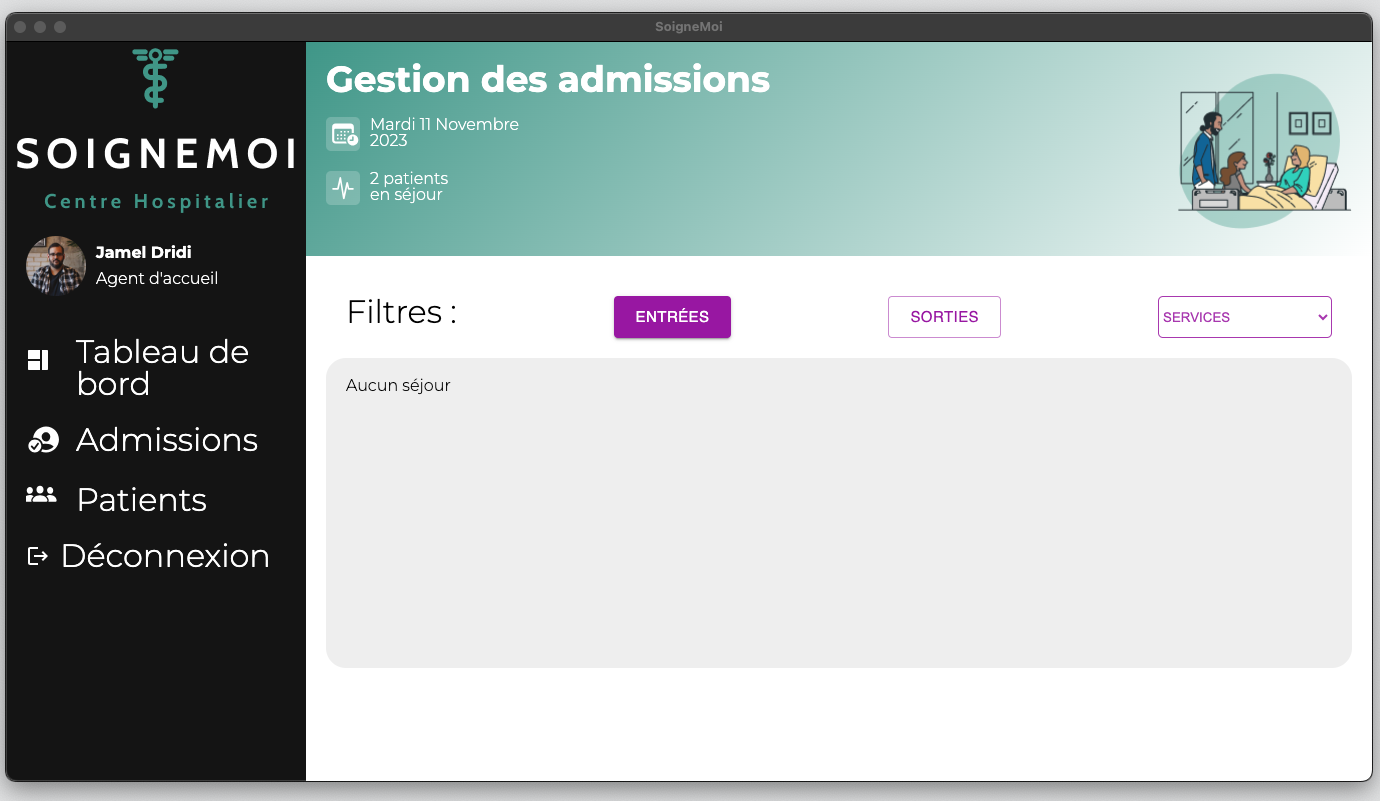 SoigneMoi
SOIGNEMOI
Centre Hospitalier
Jamel Dridi
Agent d'accueil
Tableau de
bord
Admissions
Patients
Déconnexion
Gestion des admissions
Mardi 11 Novembre
2023
2 patients
en séjour
Filtres :
ENTRÉES
SORTIES
SERVICES
Aucun séjour